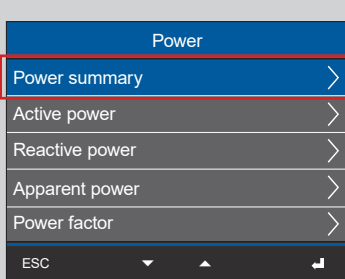 Power
Power summary
Active power
Reactive power
Apparent power
Power factor
ESC